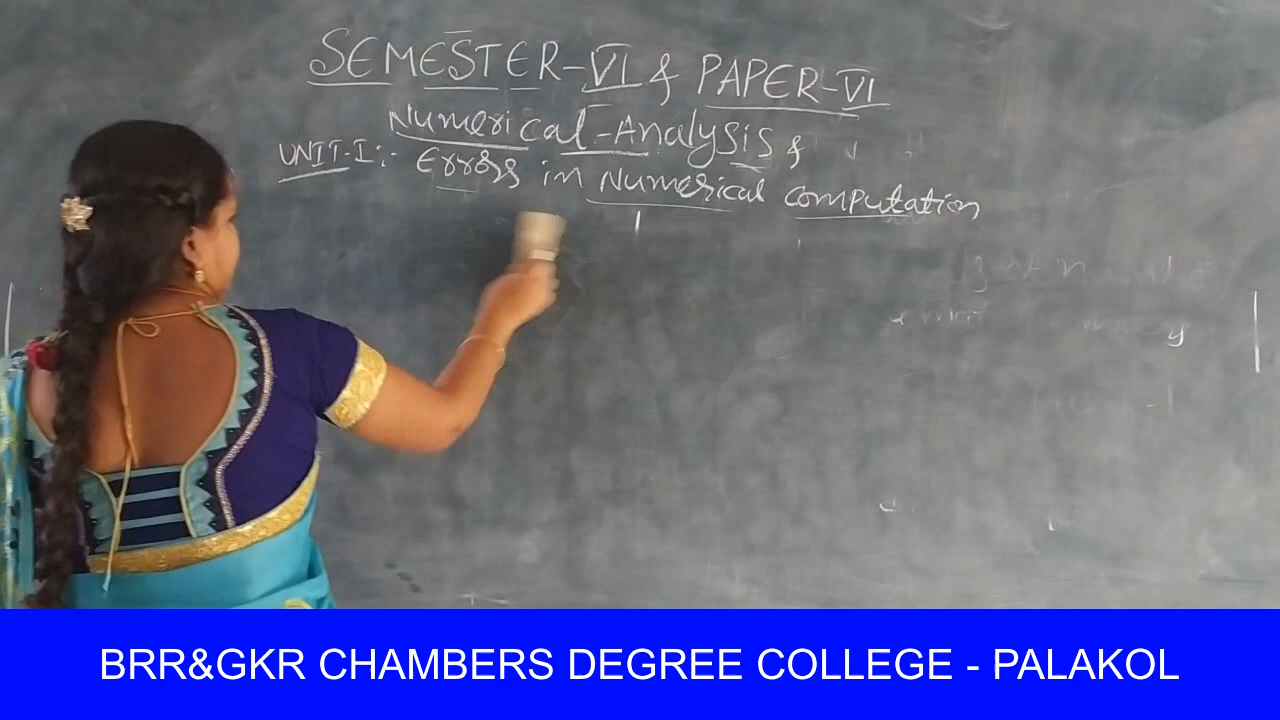 SEMESTER-VI & PAPER-VI
Numerical-Analysis &
UNIT-I:- Errors in Numerical computation
BRR&GKR CHAMBERS DEGREE COLLEGE - PALAKOL